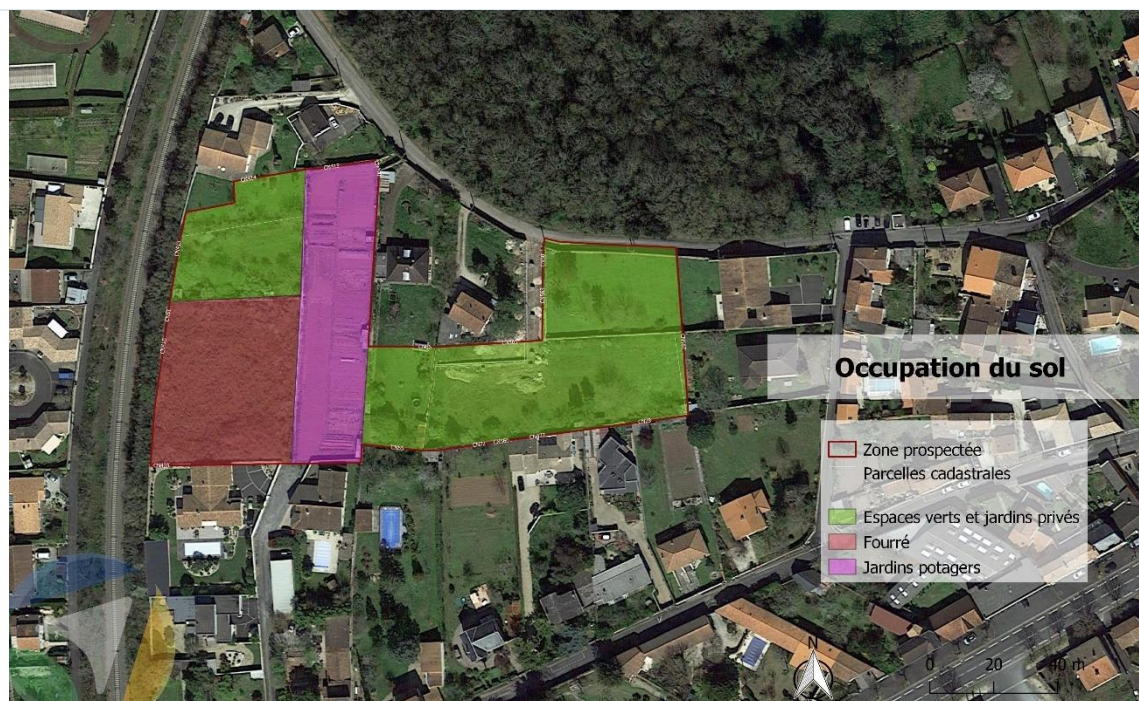 Occupation du sol
Zone prospectée
Parcelles cadastrales
Espaces verts et jardins privés
Fourré
Jardins potagers
N
0 20 40 m